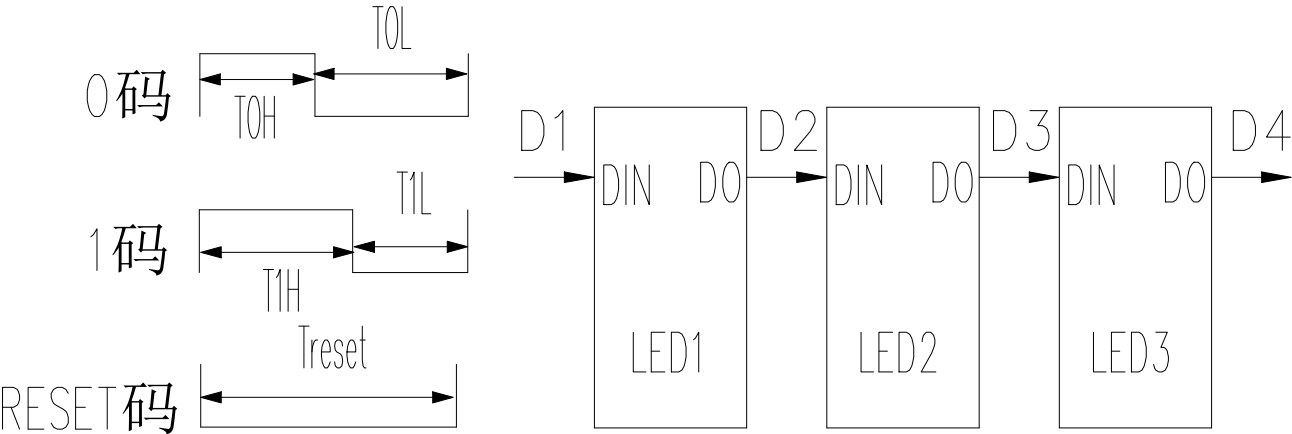 0码
T0H
T0L
1码
T1H
T1L
RESET码
Treset
D1
DIN
DO
LED1
D2
DIN
DO
LED2
D3
DIN
DO
LED3
D4